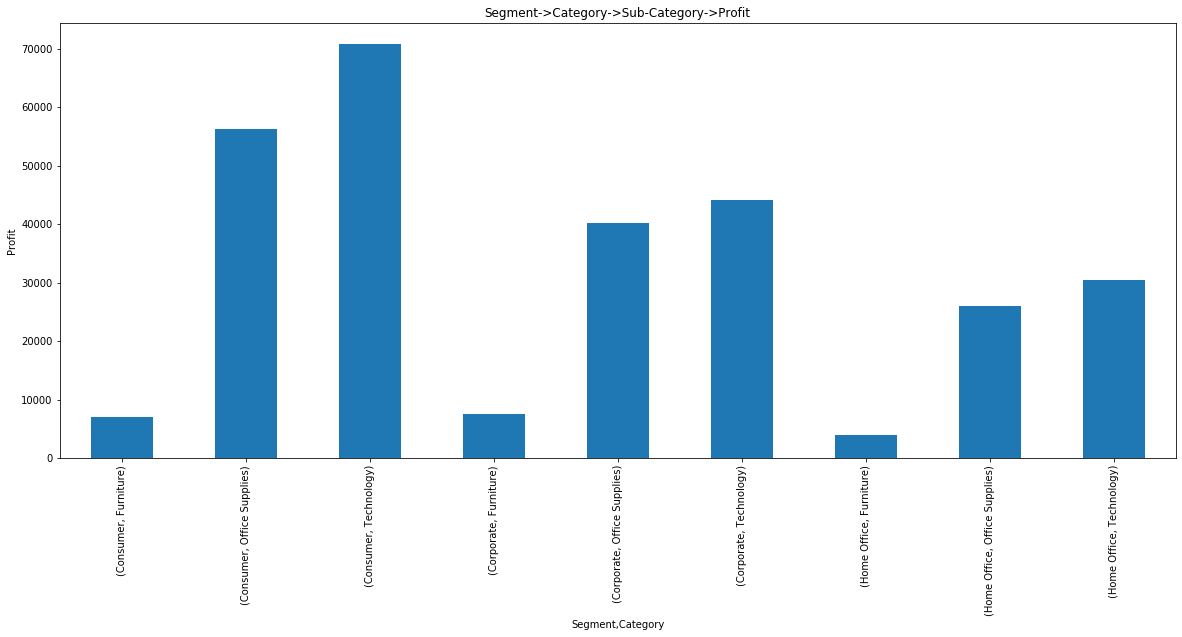 Segment->Category->Sub-Category->Profit
70000
60000
50000
40000
30000
20000
10000
0
Profit
(Consumer, Furniture)
(Consumer, Office Supplies)
(Consumer, Technology)
(Corporate, Furniture)
(Corporate, Office Supplies)
(Corporate, Technology)
(Home Office, Furniture)
(Home Office, Office Supplies)
(Home Office, Technology)
Segment,Category